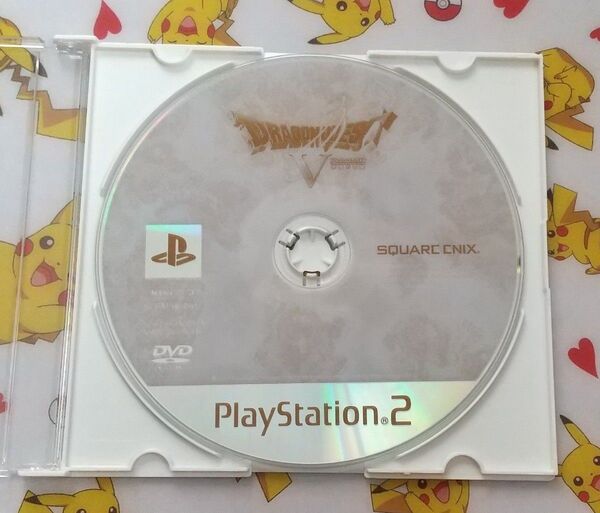 DRAGON QUEST
V
SQUARE ENIX.
DVD
PlayStation®2